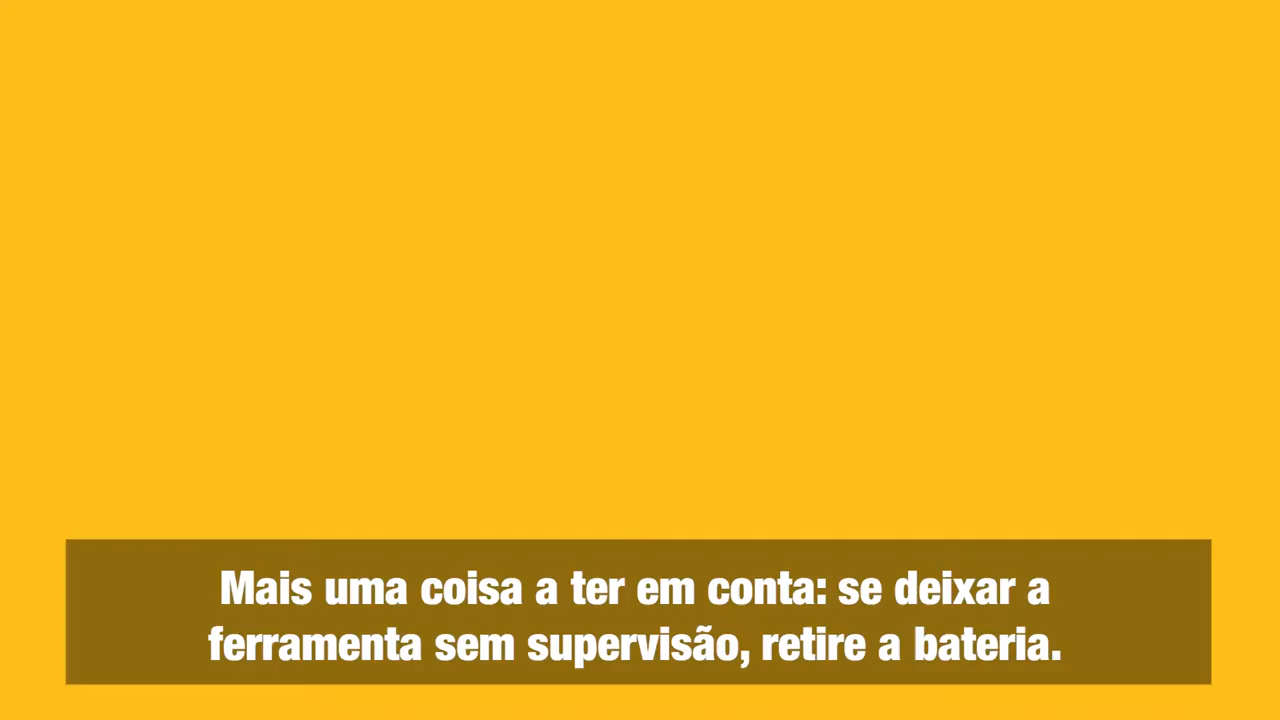 Mais uma coisa a ter em conta: se deixar a
ferramenta sem supervisão, retire a bateria.